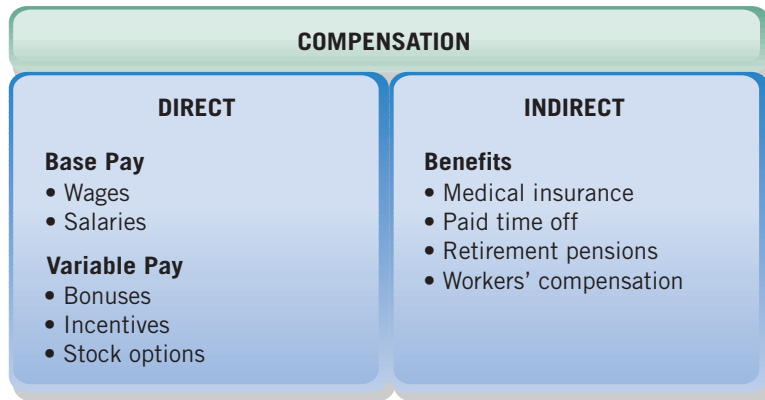 COMPENSATION
DIRECT
Base Pay
• Wages
• Salaries
Variable Pay
• Bonuses
• Incentives
• Stock options
INDIRECT
Benefits
• Medical insurance
• Paid time off
• Retirement pensions
• Workers’ compensation